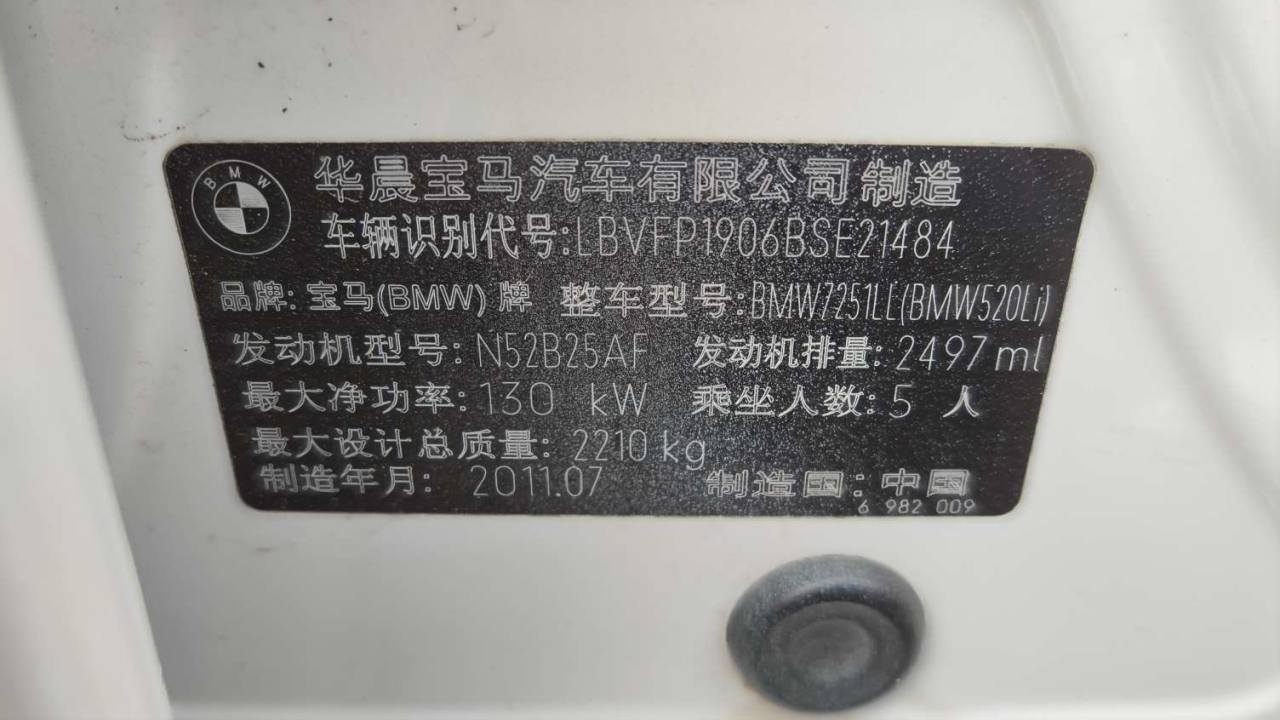 BMW
华晨宝马汽车有限公司制造
车辆识别代号:LBVFP1906BSE21484
品牌: 宝马(BMW)牌 整车型号:BMW7251LL(BMW520Li)
发动机型号: N52B25AF 发动机排量: 2497 ml
最大净功率: 130 kW 乘坐人数: 5 人
最大设计总质量: 2210 kg
制造年月: 2011.07 制造国: 中国
6 982 009